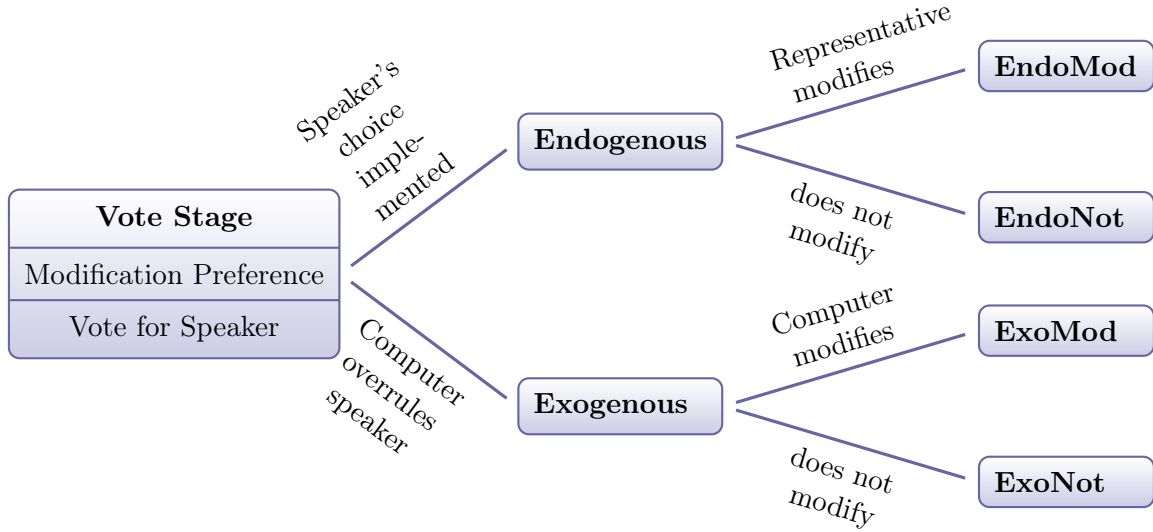 Vote Stage
Modification Preference
Vote for Speaker
Speaker's
choice
imple-
mented
Computer
overrules
speaker
Endogenous
Exogenous
Representative
modifies
does not
modify
Computer
modifies
does not
modify
EndoMod
EndoNot
ExoMod
ExoNot